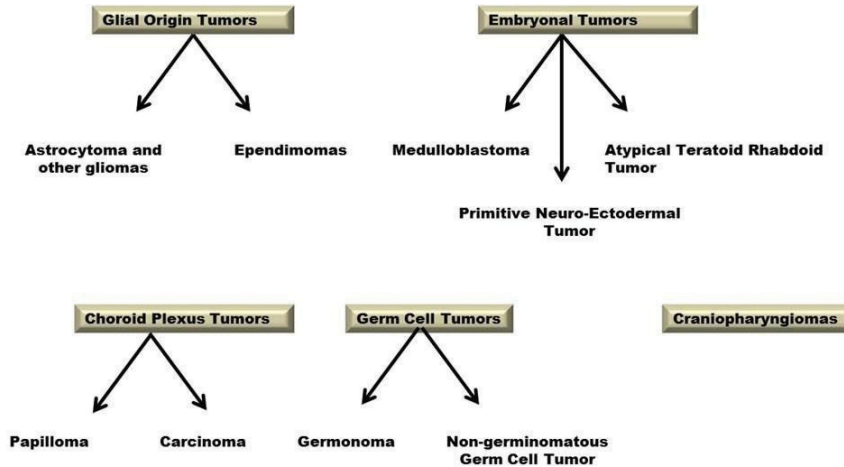 Glial Origin Tumors
Embryonal Tumors
Astrocytoma and
other gliomas
Ependimomas
Medulloblastoma
Atypical Teratoid Rhabdoid
Tumor
Primitive Neuro-Ectodermal
Tumor
Choroid Plexus Tumors
Germ Cell Tumors
Craniopharyngiomas
Papilloma
Carcinoma
Germonoma
Non-germinomatous
Germ Cell Tumor